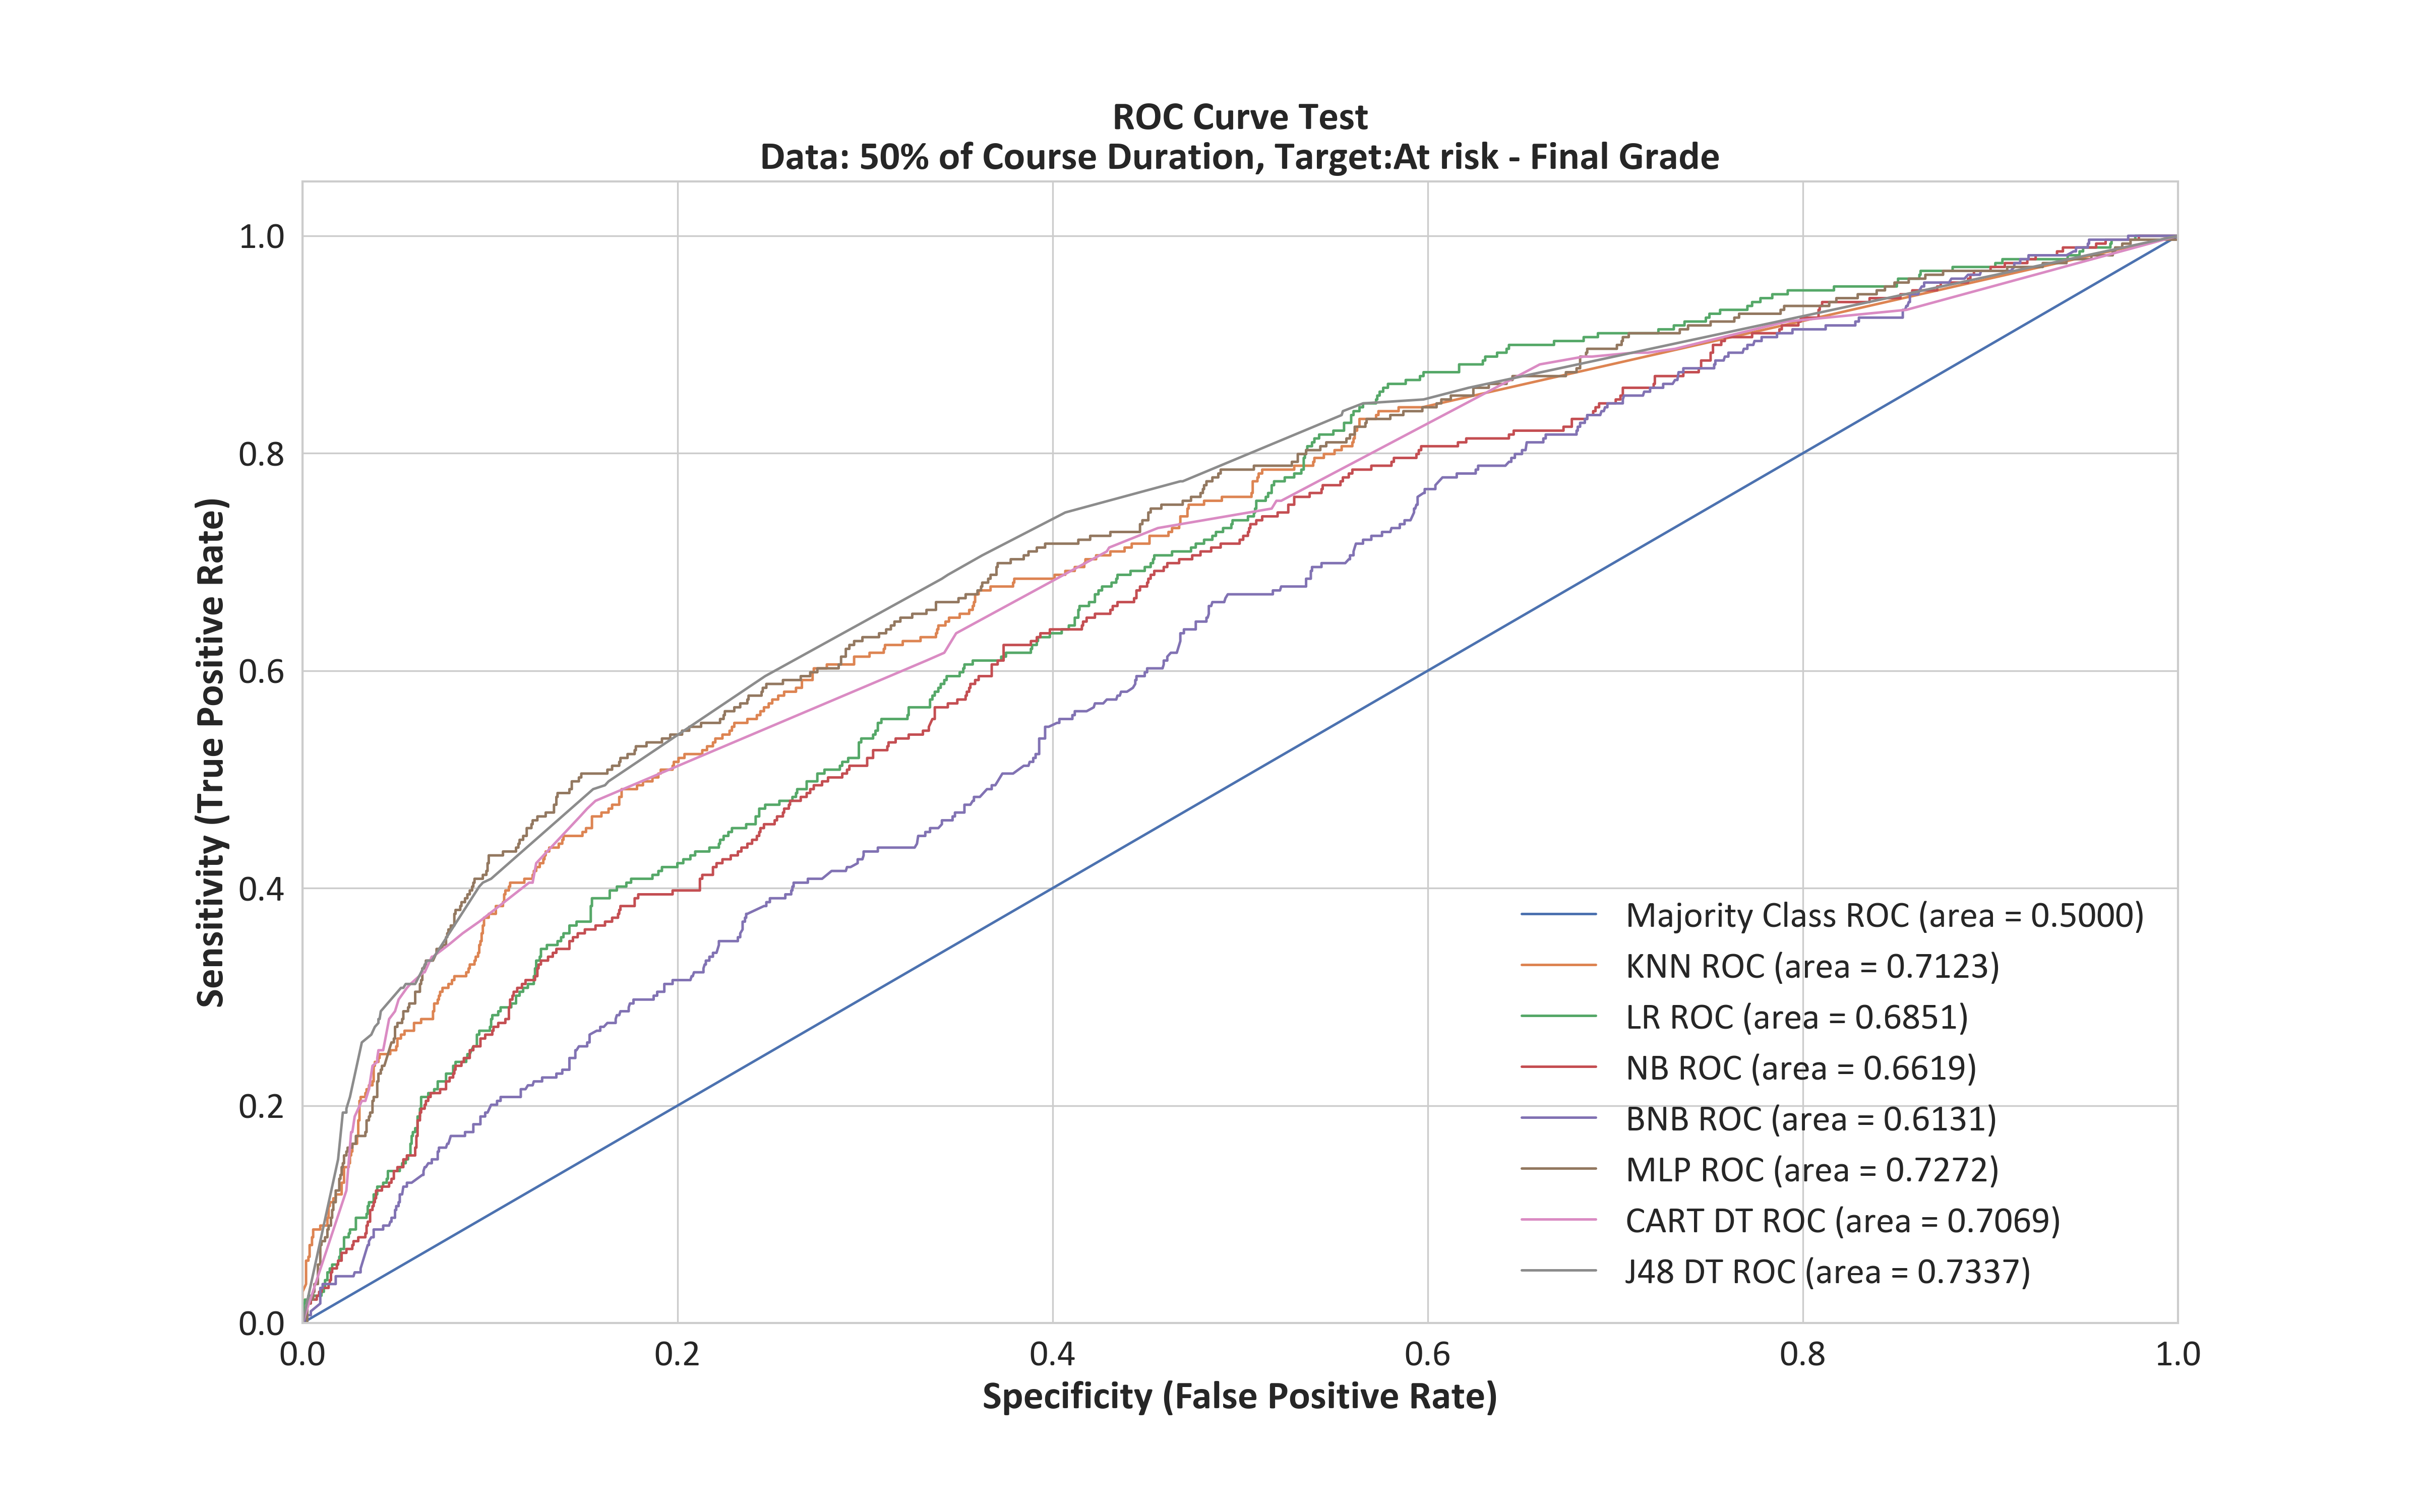 ROC Curve Test
Data: 50% of Course Duration, Target:At risk - Final Grade
Sensitivity (True Positive Rate)
1.0
0.8
0.6
0.4
0.2
0.0
Majority Class ROC (area = 0.5000)
KNN ROC (area = 0.7123)
LR ROC (area = 0.6851)
NB ROC (area = 0.6619)
BNB ROC (area = 0.6131)
MLP ROC (area = 0.7272)
CART DT ROC (area = 0.7069)
J48 DT ROC (area = 0.7337)
0.0 0.2 0.4 0.6 0.8 1.0
Specificity (False Positive Rate)